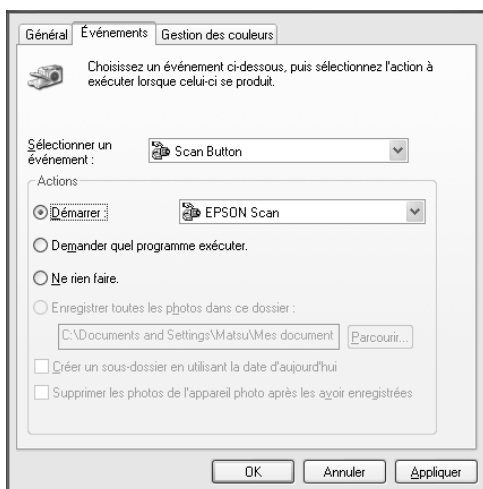 Général Événements Gestion des couleurs
Choisissez un événement ci-dessous, puis sélectionnez l'action à
exécuter lorsque celui-ci se produit.
Sélectionner un
événement :
Scan Button
Actions
Démarrer :
EPSON Scan
Demander quel programme exécuter.
Ne rien faire.
Enregistrer toutes les photos dans ce dossier :
C:\Documents and Settings\Matsu\Mes document
Parcourir...
Créer un sous-dossier en utilisant la date d'aujourd'hui
Supprimer les photos de l'appareil photo après les avoir enregistrées
OK Annuler Appliquer